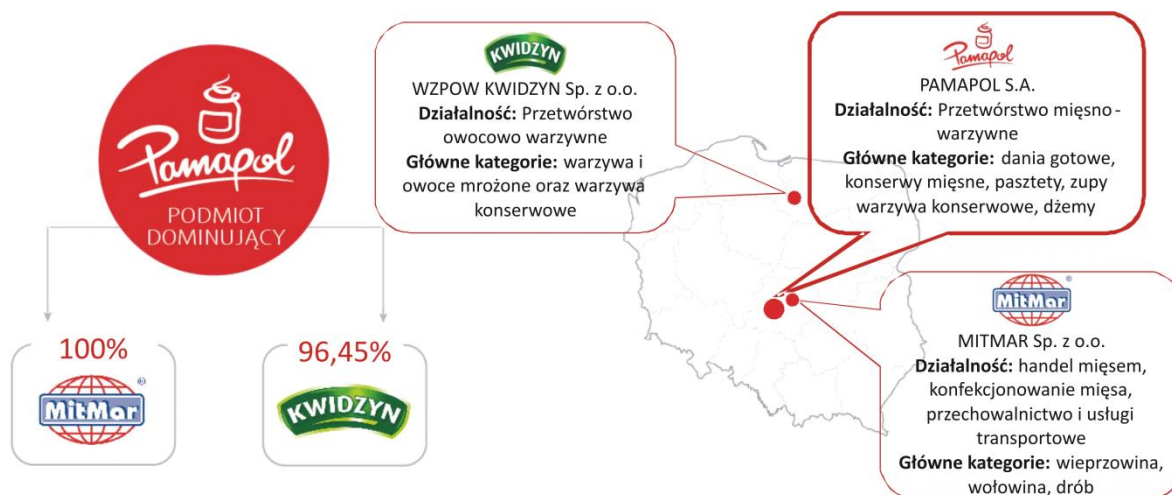 Pamapol
PODMIOT
DOMINUJĄCY
100%
MitMar
®
96,45%
KWIDZYN
KWIDZYN
WZPOW KWIDZYN Sp. z o.o.
Działalność: Przetwórstwo
owocowo warzywne
Główne kategorie: warzywa i
owoce mrożone oraz warzywa
konserwowe
Pamapol
PAMAPOL S.A.
Działalność: Przetwórstwo mięsno-
warzywne
Główne kategorie: dania gotowe,
konserwy mięsne, pasztety, zupy
warzywa konserwowe, dżemy
MitMar
®
MITMAR Sp. z o.o.
Działalność: handel mięsem,
konfekcjonowanie mięsa,
przechowalnictwo i usługi
transportowe
Główne kategorie: wieprzowina,
wołowina, drób